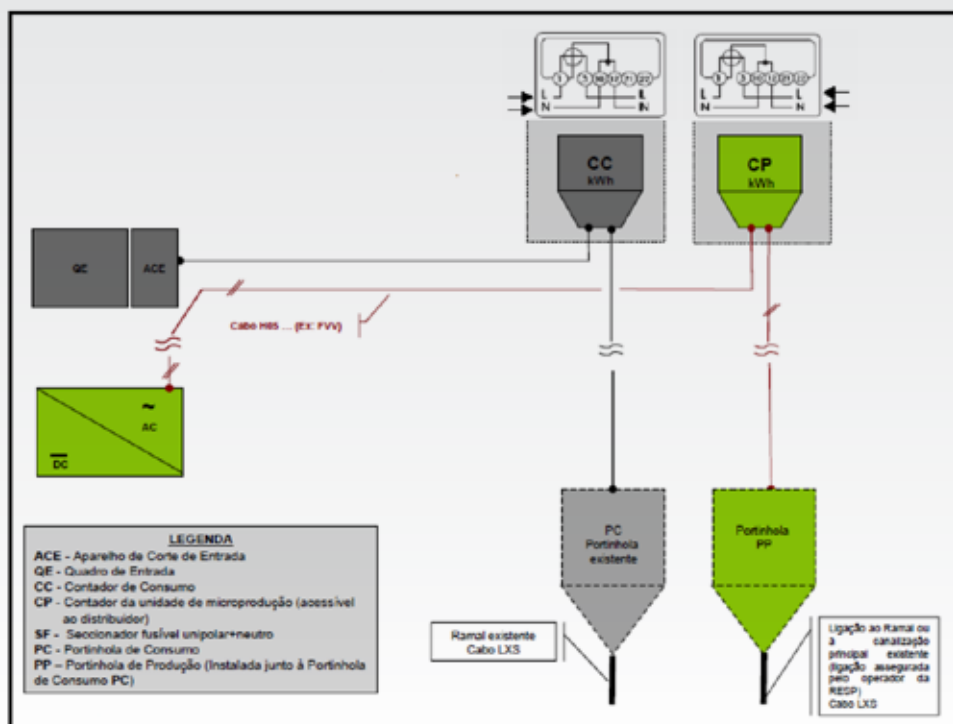 L
N
L
N
L
N
L
N
CC
kWh
CP
kWh
QE
ACE
Cabo H05 ... (Ex: FVV)
~
AC
DC
PC
Portinhola
existente
Portinhola
PP
LEGENDA
ACE - Aparelho de Corte de Entrada
QE - Quadro de Entrada
CC - Contador de Consumo
CP - Contador da unidade de microprodução (acessível
ao distribuidor)
SF - Seccionador fusível unipolar+neutro
PC - Portinhola de Consumo
PP – Portinhola de Produção (Instalada junto à Portinhola
de Consumo PC)
Ramal existente
Cabo LXS
Ligação ao Ramal ou
à canalização
principal existente
(ligação assegurada
pelo operador da
RESP)
Cabo LXS